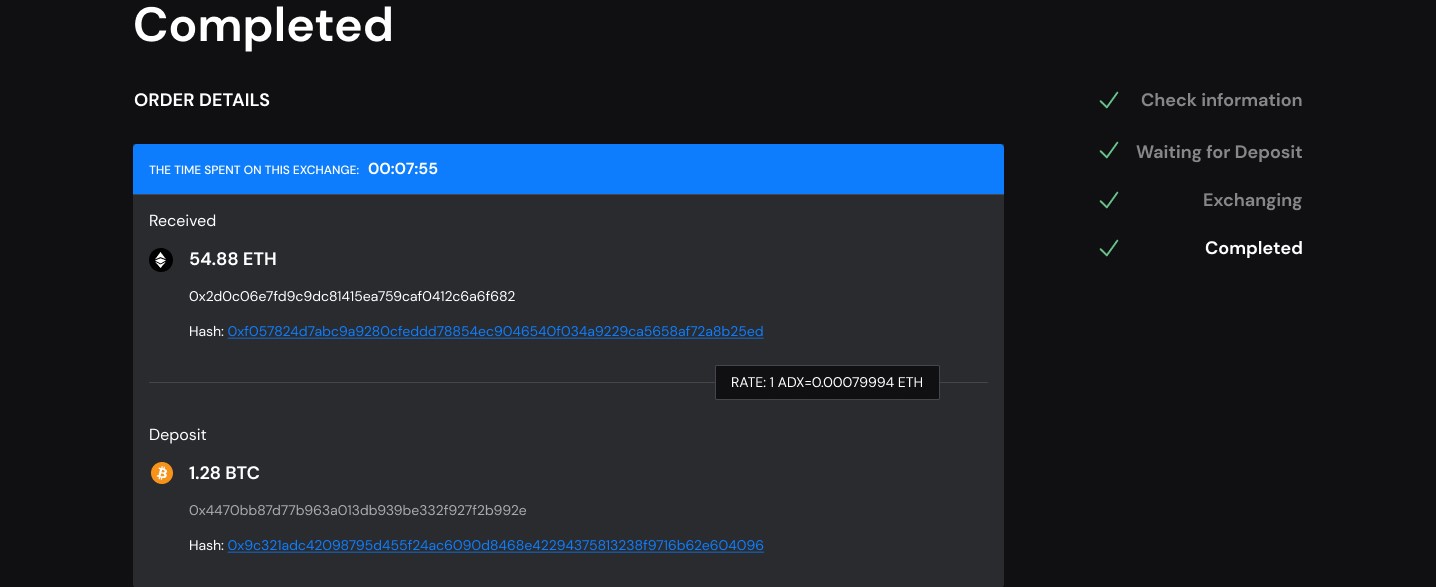 Completed
ORDER DETAILS
THE TIME SPENT ON THIS EXCHANGE: 00:07:55
Received
54.88 ETH
0x2d0c06e7fd9c9dc81415ea759caf0412c6a6f682
Hash: 0xf057824d7abc9a9280cfeddd78854ec9046540f034a9229ca5658af72a8b25ed
RATE: 1 ADX=0.00079994 ETH
Deposit
1.28 BTC
0x4470bb87d77b963a013db939be332f927f2b992e
Hash: 0x9c321adc42098795d455f24ac6090d8468e42294375813238f9716b62e604096
Check information
Waiting for Deposit
Exchanging
Completed